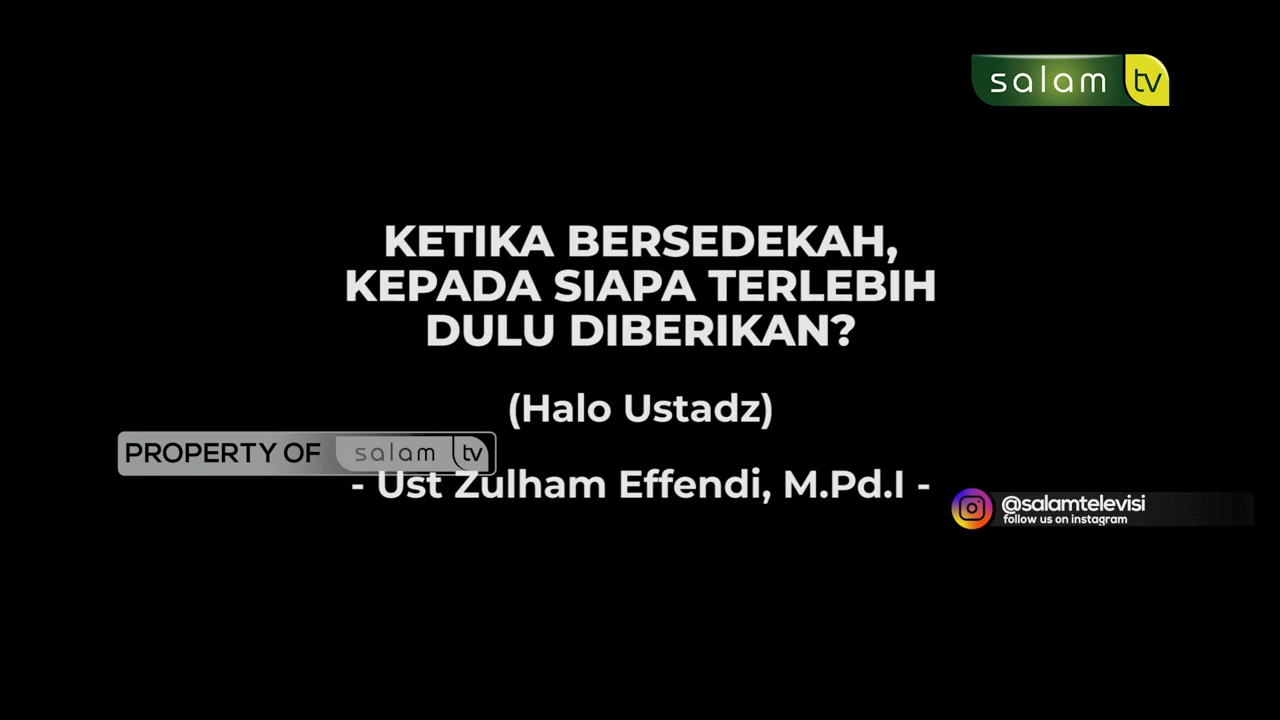 salam tv
KETIKA BERSEDEKAH,
KEPADA SIAPA TERLEBIH
DULU DIBERIKAN?
(Halo Ustadz)
PROPERTY OF salam tv
- Ust Zulham Effendi, M.Pd.I -
@salamtelevisi
follow us on instagram